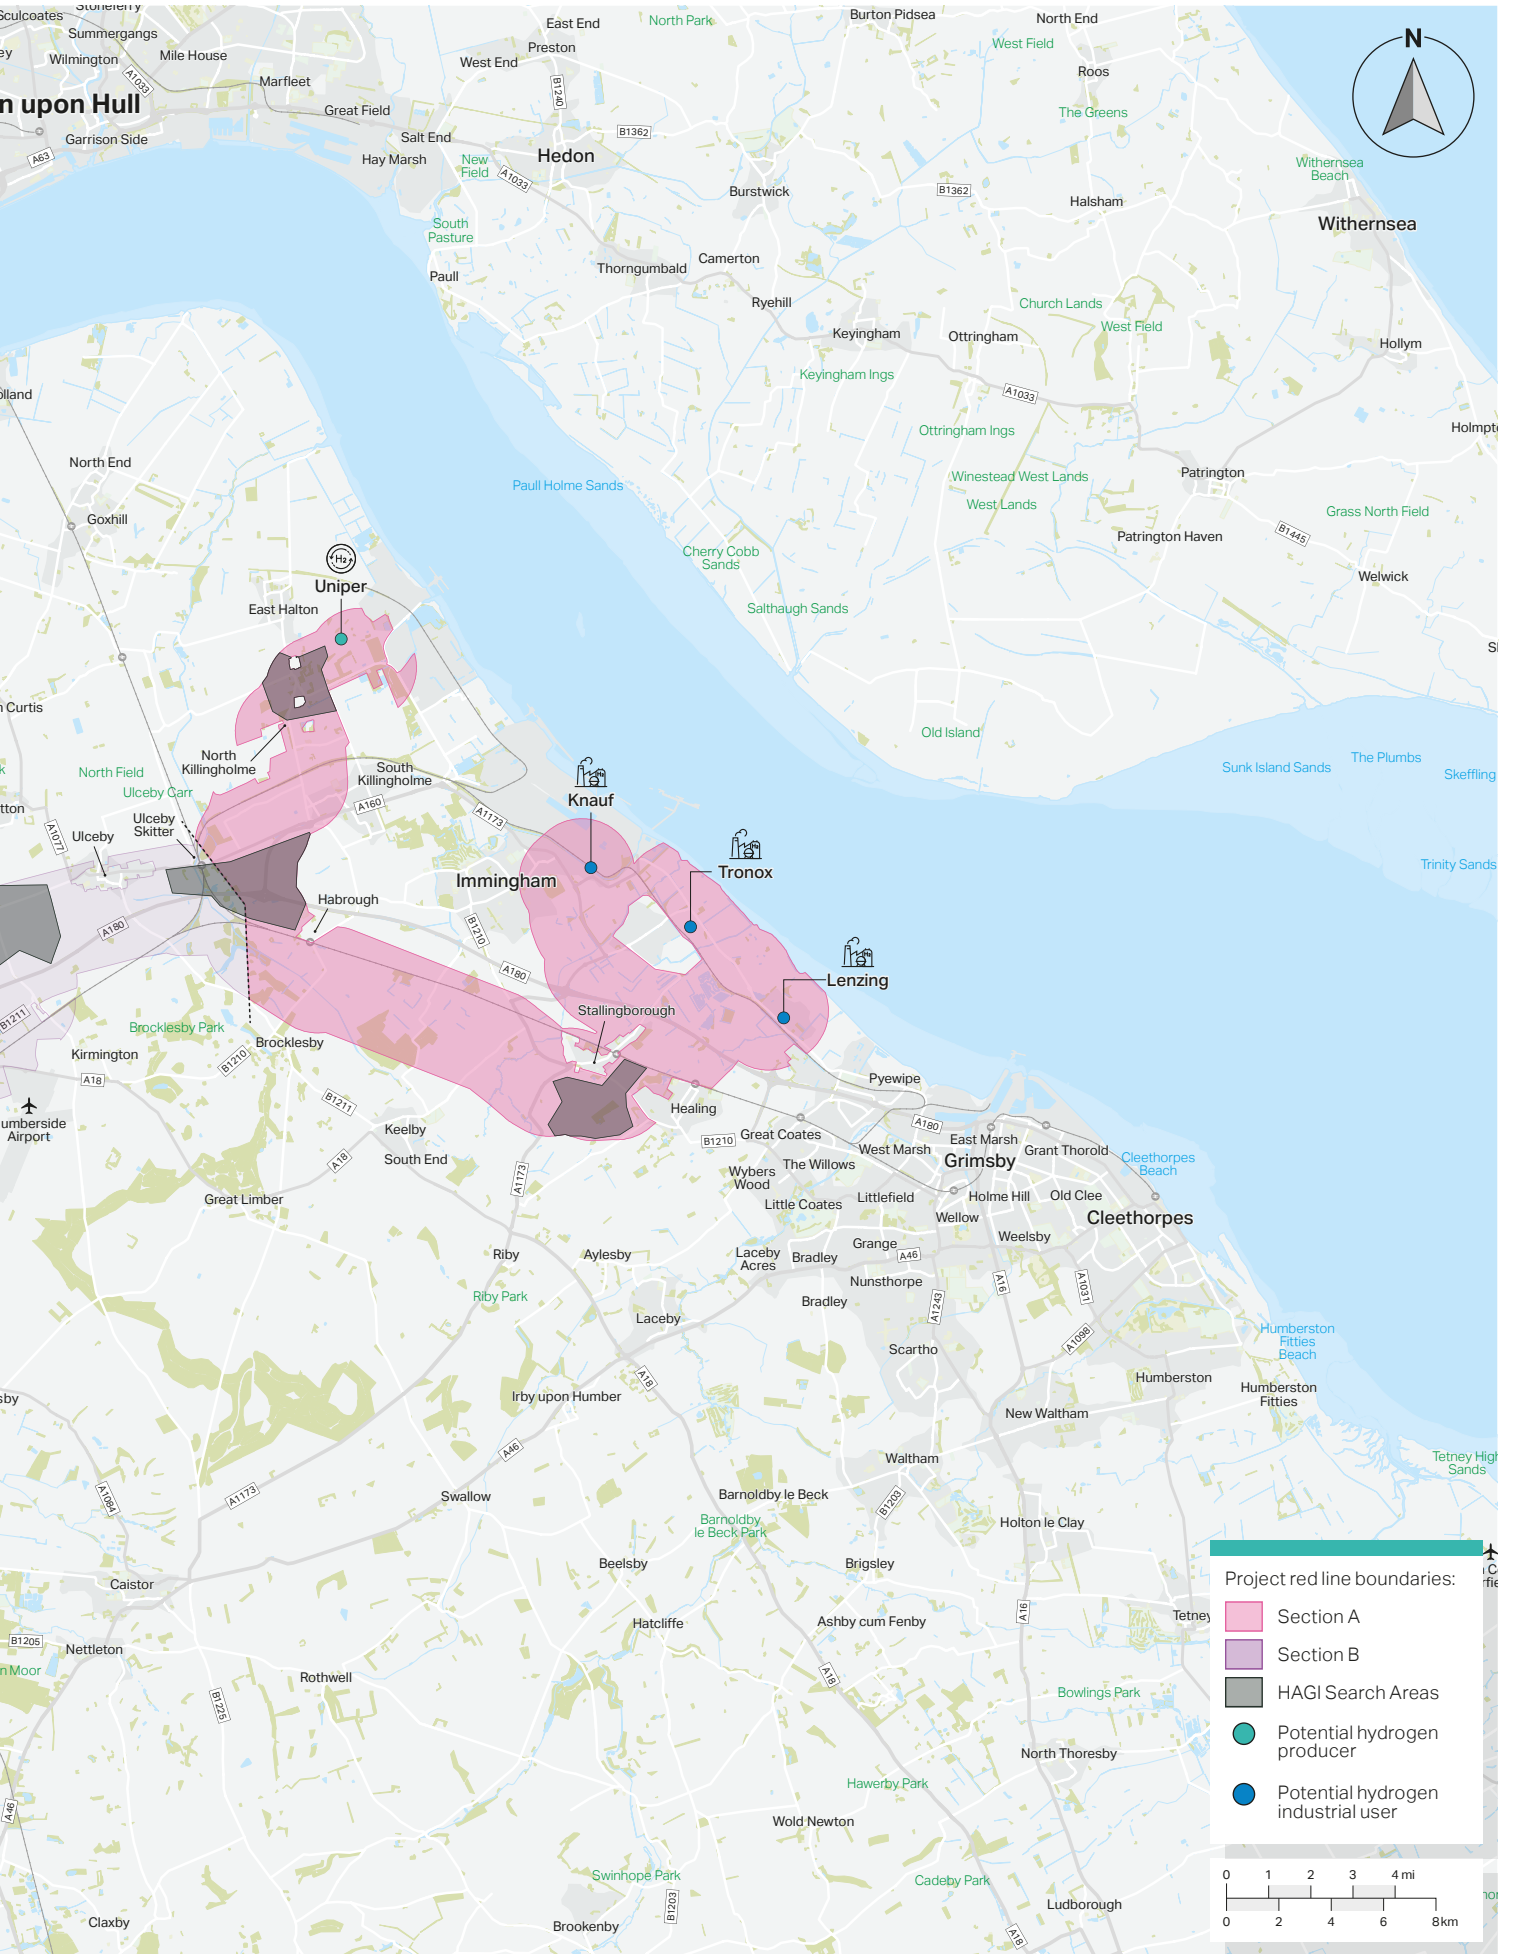 Sculcoates
Stoneferry
Summergangs
Wilmington
Mile House
A1033
Marfleet
n upon Hull
Garrison Side
A63
Great Field
Salt End
Hay Marsh
New
Field
A1033
East End
Preston
West End
B1240
North Park
B1362
Hedon
South
Pasture
Paull
Burton Pidsea
North End
West Field
Roos
The Greens
N
Withernsea
Beach
Withernsea
Burstwick
B1362
Halsham
Thorngumbald
Camerton
Ryehill
Church Lands
West Field
Keyingham
Ottringham
Hollym
Keyingham Ings
A1033
Ottringham Ings
Winestead West Lands
West Lands
Patrington
Grass North Field
Patrington Haven
B1445
Welwick
Paull Holme Sands
Cherry Cobb
Sands
Salthaugh Sands
Old Island
Sunk Island Sands
The Plumbs
Skeffling
Trinity Sands
North End
Goxhill
H2
Uniper
East Halton
n Curtis
North
Killingholme
South
Killingholme
North Field
Ulceby Carr
A160
A1173
Ulceby
Skitter
Ulceby
A1077
Knauf
Tronox
Immingham
Habrough
A180
B1210
A180
Lenzing
Stallingborough
B1211
Brocklesby Park
Brocklesby
Kirmington
B1210
A18
B1211
umberside
Airport
Keelby
South End
A18
A1173
Great Limber
Pyewipe
Healing
B1210
Great Coates
A180
West Marsh
East Marsh
Grant Thorold
Grimsby
Cleethorpes
Beach
The Willows
Wybers
Wood
Little Coates
Littlefield
Holme Hill
Old Clee
Wellow
Cleethorpes
Weelsby
Grange
A46
Laceby
Acres
Bradley
Nunsthorpe
Bradley
A16
A1031
A1243
A1098
Riby
Aylesby
Riby Park
Laceby
Scartho
Humberston
Fitties
Beach
Humberston
Humberston
Fitties
A18
Irby upon Humber
New Waltham
A46
Waltham
Tetney High
Sands
A1084
A1173
Swallow
Barnoldby le Beck
B1203
Barnoldby
le Beck Park
Holton le Clay
Beelsby
Brigsley
Caistor
Hatcliffe
Ashby cum Fenby
A16
Tetney
B1205
Nettleton
n Moor
Rothwell
B1225
A18
Bowlings Park
North Thoresby
Hawerby Park
A46
Wold Newton
Swinhope Park
Cadeby Park
B1203
Ludborough
Claxby
Brookenby
A18
Project red line boundaries:
Section A
Section B
HAGI Search Areas
Potential hydrogen
producer
Potential hydrogen
industrial user
0 1 2 3 4 mi
0 2 4 6 8km